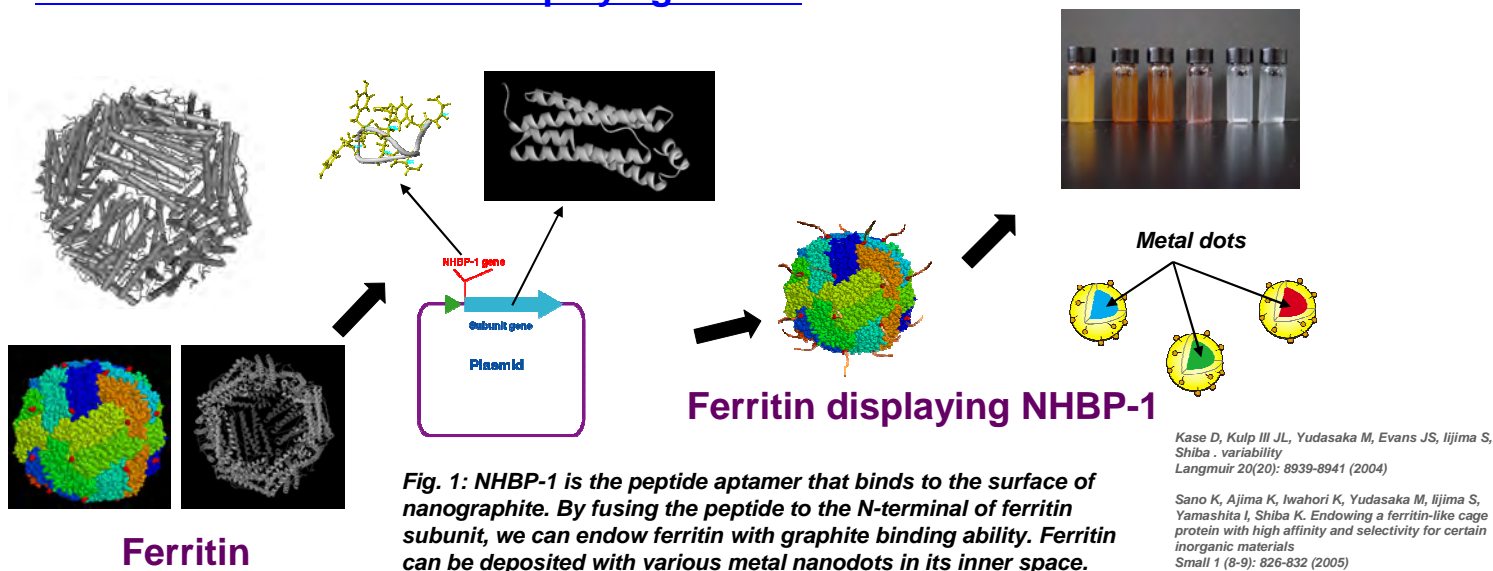 playing
NHBP-1 gene
Subunit gene
Plasmid
Metal dots
Ferritin displaying NHBP-1
Ferritin
Fig. 1: NHBP-1 is the peptide aptamer that binds to the surface of
nanographite. By fusing the peptide to the N-terminal of ferritin
subunit, we can endow ferritin with graphite binding ability. Ferritin
can be deposited with various metal nanodots in its inner space.
Kase D, Kulp III JL, Yudasaka M, Evans JS, Iijima S,
Shiba . variability
Langmuir 20(20): 8939-8941 (2004)
Sano K, Ajima K, Iwahori K, Yudasaka M, Iijima S,
Yamashita I, Shiba K. Endowing a ferritin-like cage
protein with high affinity and selectivity for certain
inorganic materials
Small 1 (8-9): 826-832 (2005)